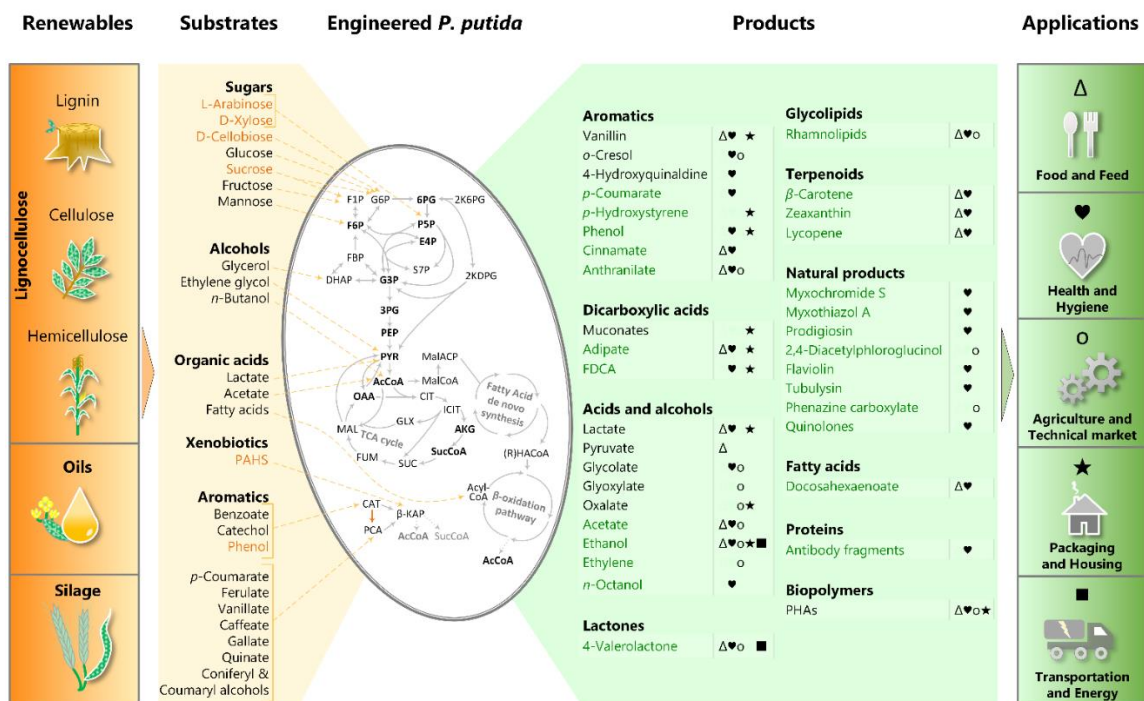 Renewables
Substrates
Engineered P. putida
Products
Applications
Lignocellulose
Lignin
Cellulose
Hemicellulose
Oils
Silage
Sugars
L-Arabinose
D-Xylose
D-Cellobiose
Glucose
Sucrose
Fructose
Mannose
Alcohols
Glycerol
Ethylene glycol
n-Butanol
Organic acids
Lactate
Acetate
Fatty acids
Xenobiotics
PAHS
Aromatics
Benzoate
Catechol
Phenol
p-Coumarate
Ferulate
Vanillate
Caffeate
Gallate
Quinate
Coniferyl &
Coumaryl alcohols
F1P G6P 6PG 2K6PG
F6P P5P
E4P
FBP
S7P
DHAP G3P 2KDPG
3PG
PEP
PYR MalACP
AcCoA MalCoA
OAA CIT
Fatty Acid
de novo
synthesis
ICIT
GLX
MAL AKG
TCA cycle
SucCoA
FUM SUC (R)HACoA
Acyl-
CoA
β-oxidation
pathway
CAT
β-KAP
PCA
AcCoA SucCoA
AcCoA
Aromatics
Vanillin Δ♥ ★
o-Cresol ♥o
4-Hydroxyquinaldine ♥
p-Coumarate ♥
p-Hydroxystyrene ★
Phenol ♥ ★
Cinnamate Δ♥
Anthranilate Δ♥o
Dicarboxylic acids
Muconates ★
Adipate Δ♥ ★
FDCA ♥ ★
Acids and alcohols
Lactate Δ♥ ★
Pyruvate Δ
Glycolate ♥o
Glyoxylate o
Oxalate o★
Acetate Δ♥o
Ethanol Δ♥o★■
Ethylene o
n-Octanol ♥
Lactones
4-Valerolactone Δ♥o ■
Glycolipids
Rhamnolipids Δ♥o
Terpenoids
β-Carotene Δ♥
Zeaxanthin Δ♥
Lycopene Δ♥
Natural products
Myxochromide S ♥
Myxothiazol A ♥
Prodigiosin ♥
2,4-Diacetylphloroglucinol o
Flaviolin ♥
Tubulysin ♥
Phenazine carboxylate o
Quinolones ♥
Fatty acids
Docosahexaenoate Δ♥
Proteins
Antibody fragments ♥
Biopolymers
PHAs Δ♥o★
Δ
Food and Feed
♥
Health and
Hygiene
o
Agriculture and
Technical market
★
Packaging
and Housing
■
Transportation
and Energy